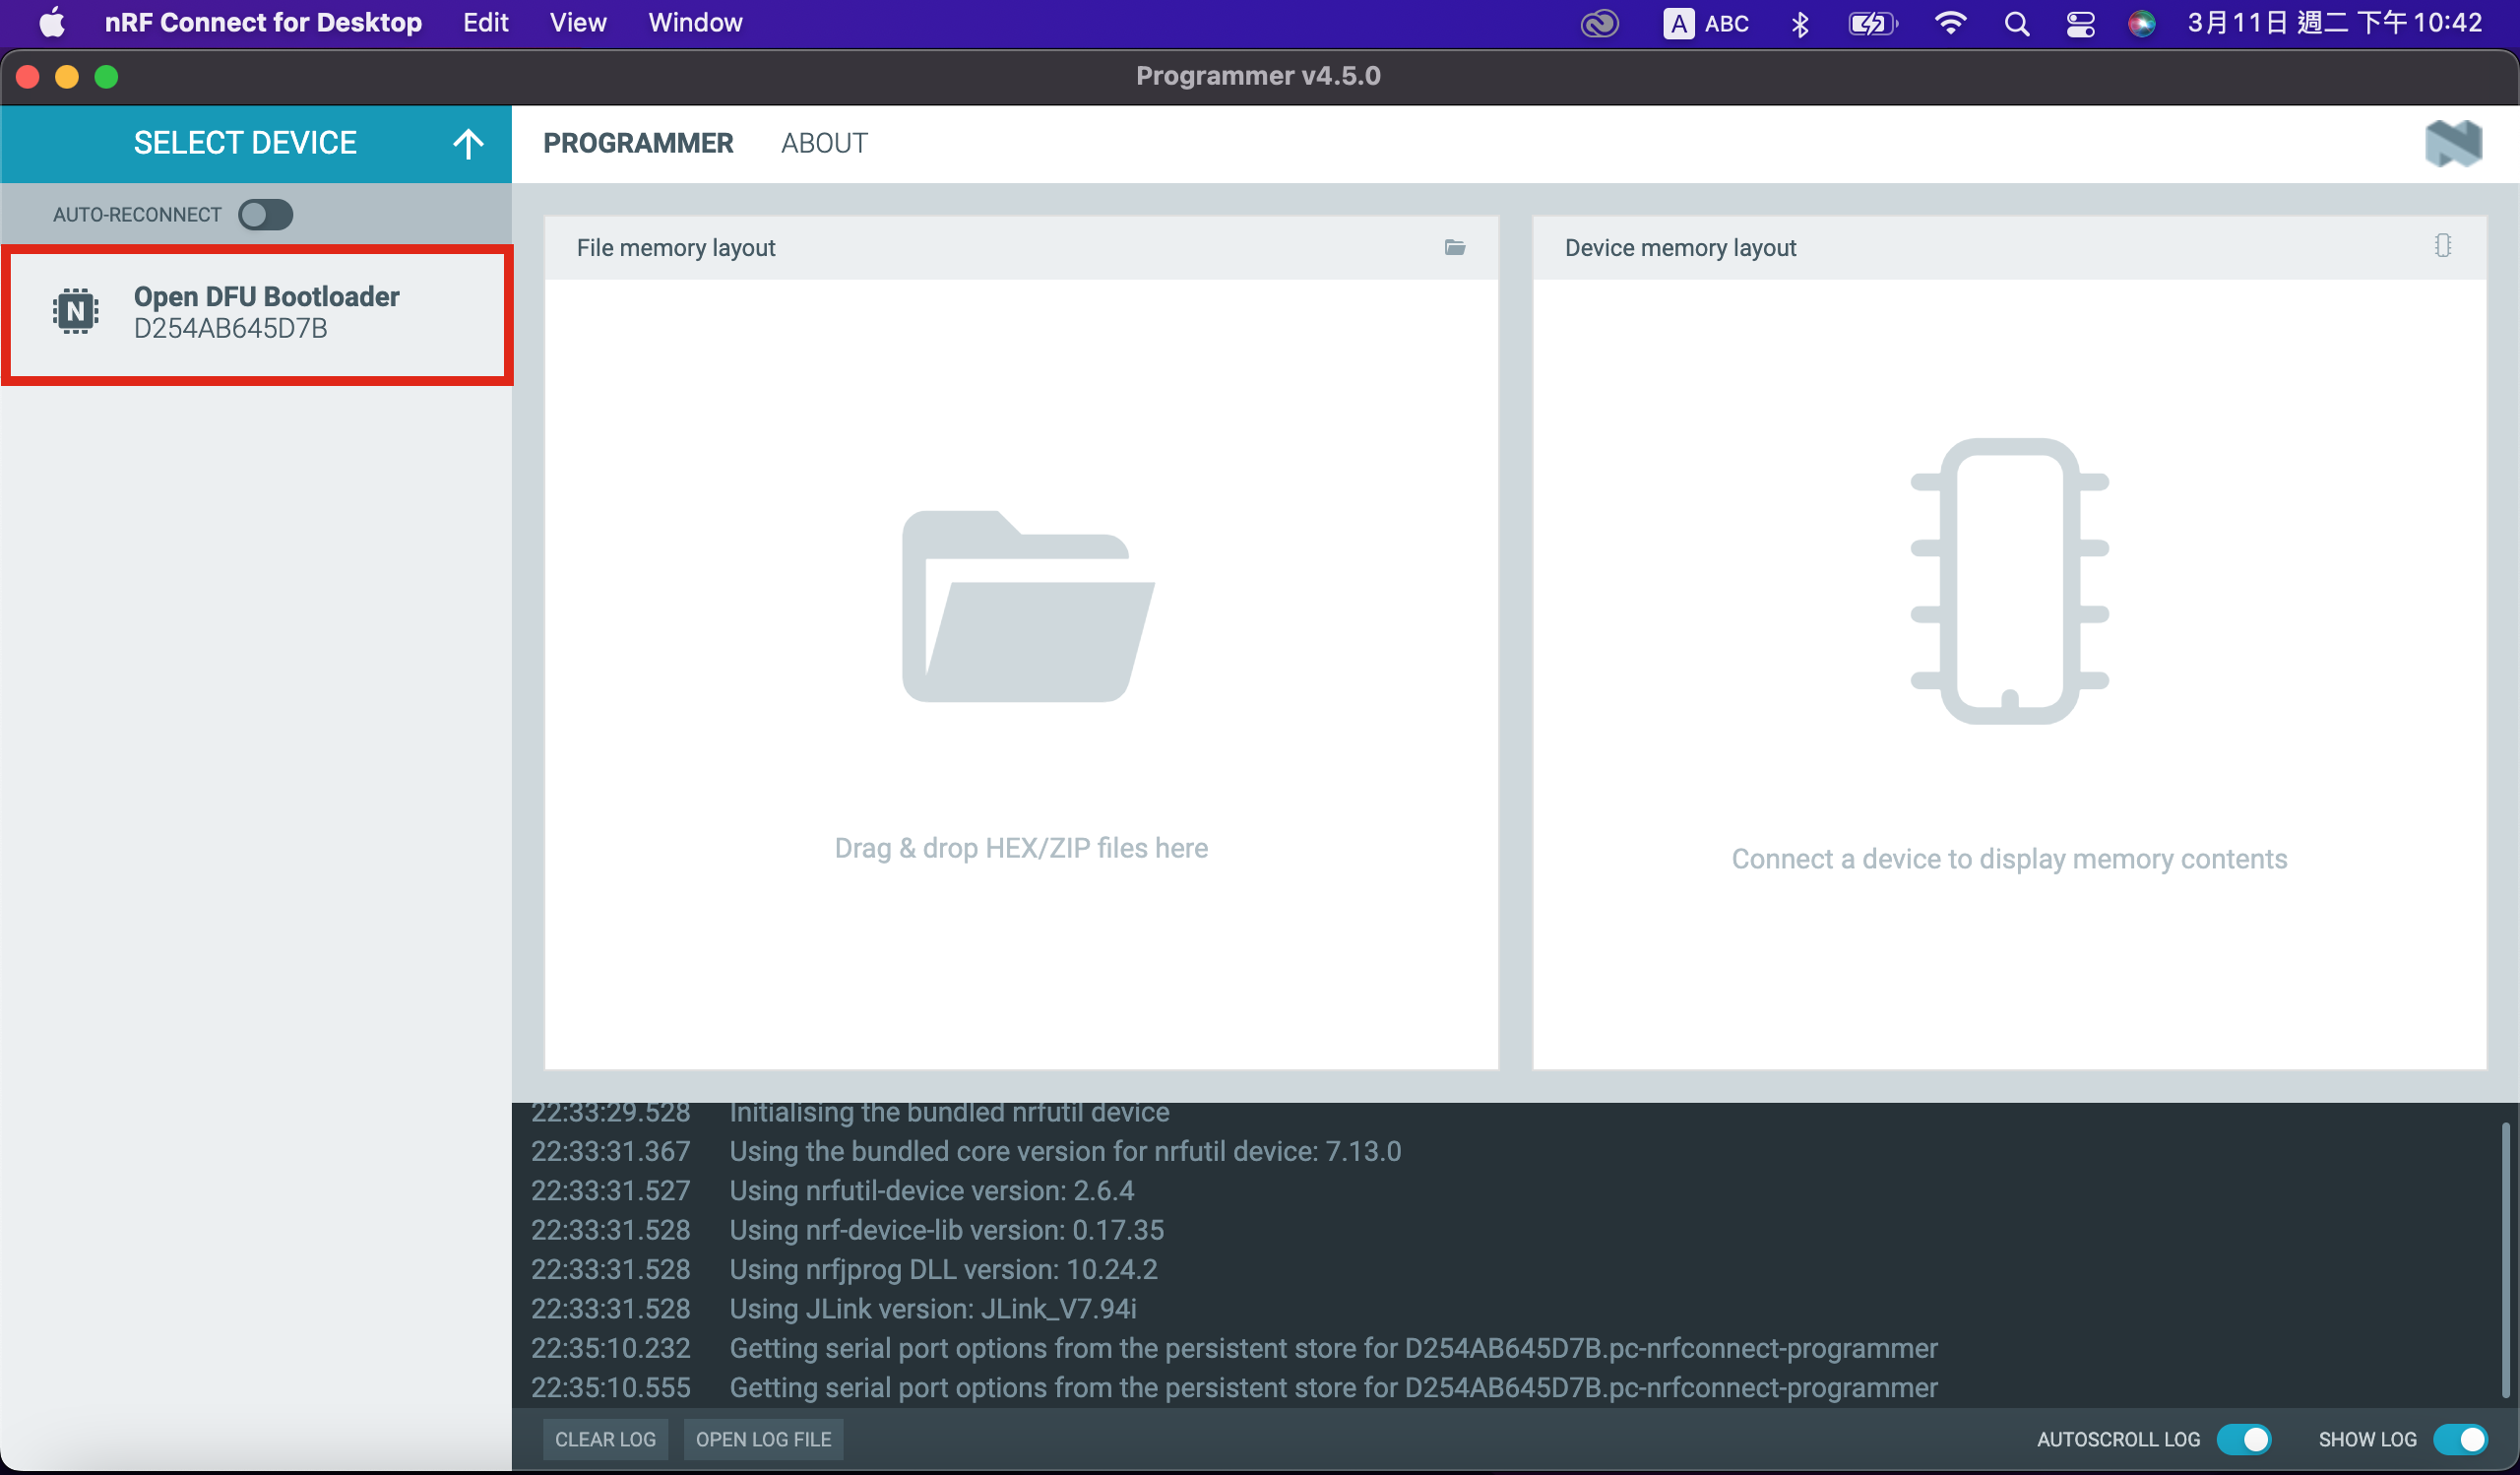 nRF Connect for Desktop Edit View Window A ABC 3月11日 週二 下午10:42
Programmer v4.5.0
SELECT DEVICE
PROGRAMMER ABOUT
AUTO-RECONNECT
Open DFU Bootloader
D254AB645D7B
File memory layout
Drag & drop HEX/ZIP files here
Device memory layout
Connect a device to display memory contents
22:33:29.528 Initialising the bundled nrfutil device
22:33:31.367 Using the bundled core version for nrfutil device: 7.13.0
22:33:31.527 Using nrfutil-device version: 2.6.4
22:33:31.528 Using nrf-device-lib version: 0.17.35
22:33:31.528 Using nrfjprog DLL version: 10.24.2
22:33:31.528 Using JLink version: JLink_V7.94i
22:35:10.232 Getting serial port options from the persistent store for D254AB645D7B.pc-nrfconnect-programmer
22:35:10.555 Getting serial port options from the persistent store for D254AB645D7B.pc-nrfconnect-programmer
CLEAR LOG OPEN LOG FILE AUTOSCROLL LOG SHOW LOG